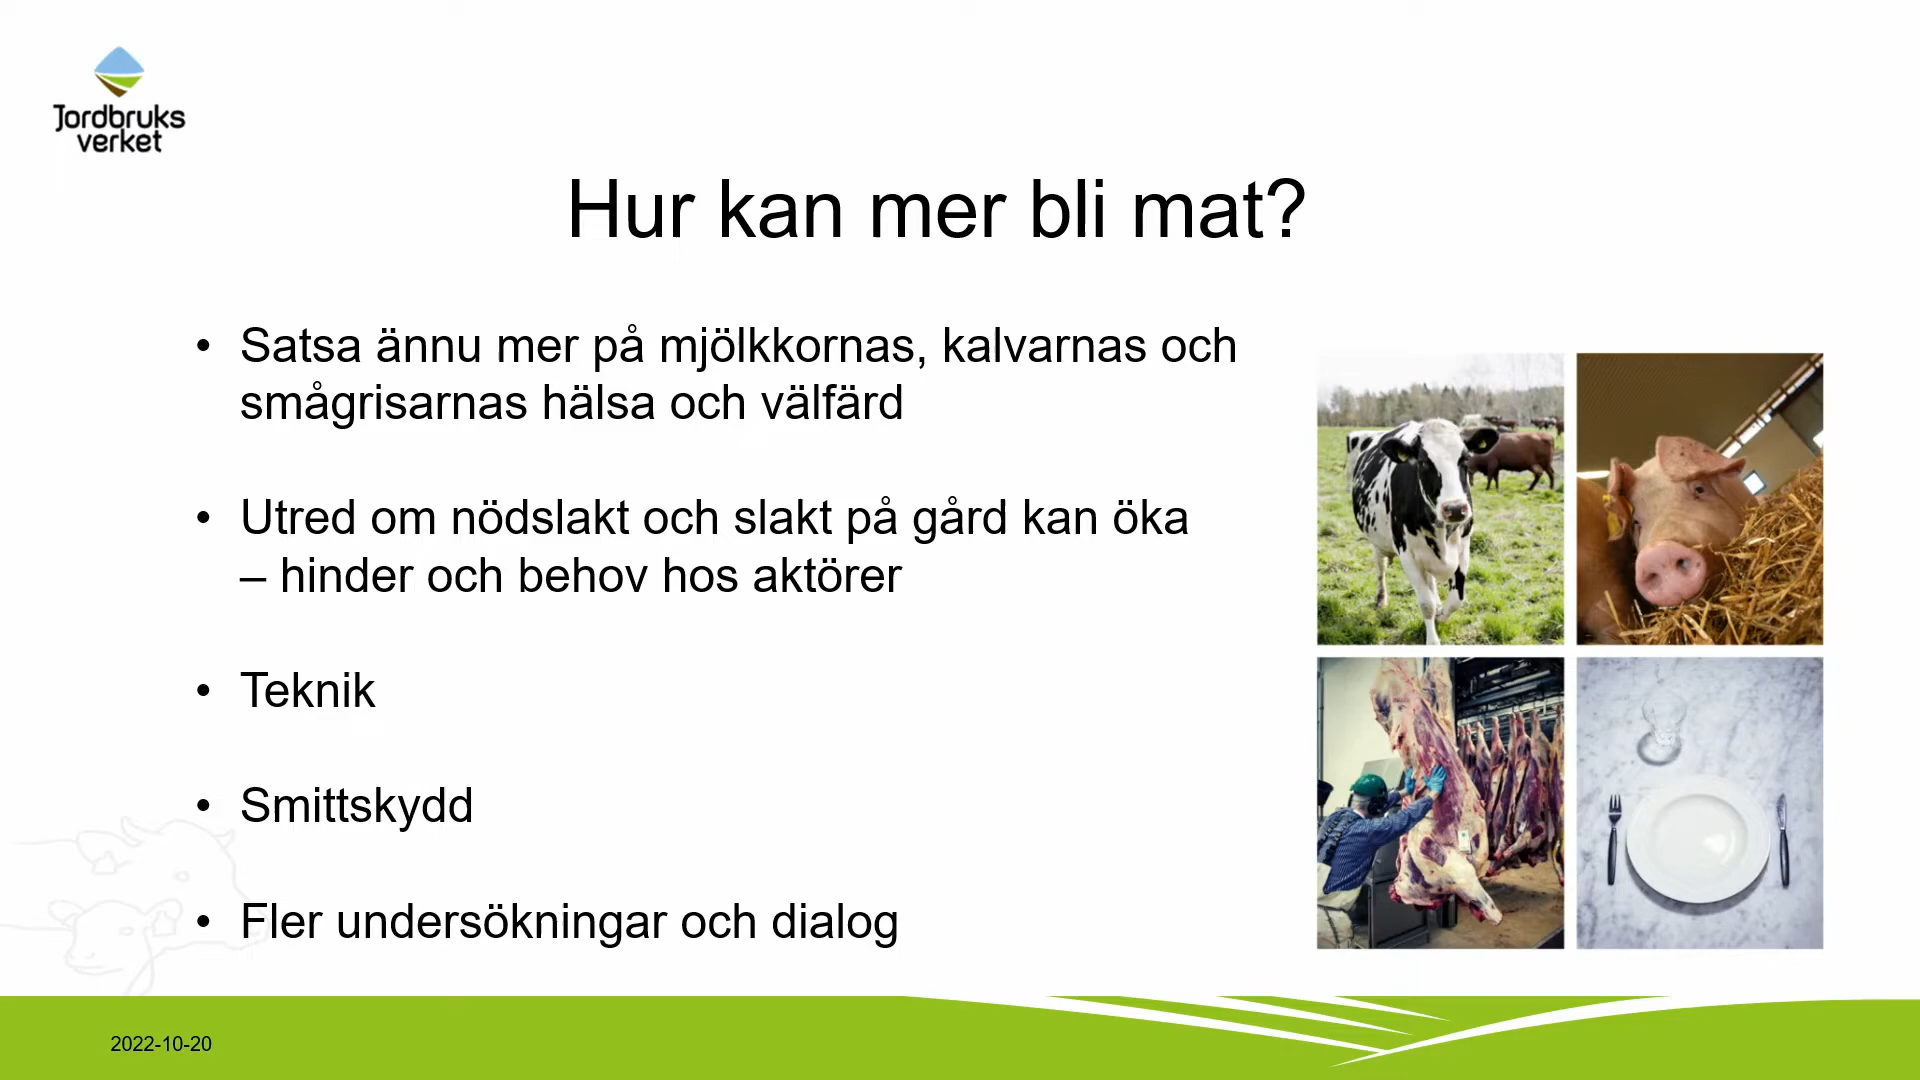 Jordbruks
verket
Hur kan mer bli mat?
• Satsa ännu mer på mjölkkornas, kalvarnas och
smågrisarnas hälsa och välfärd
• Utred om nödslakt och slakt på gård kan öka
– hinder och behov hos aktörer
• Teknik
• Smittskydd
• Fler undersökningar och dialog
2022-10-20